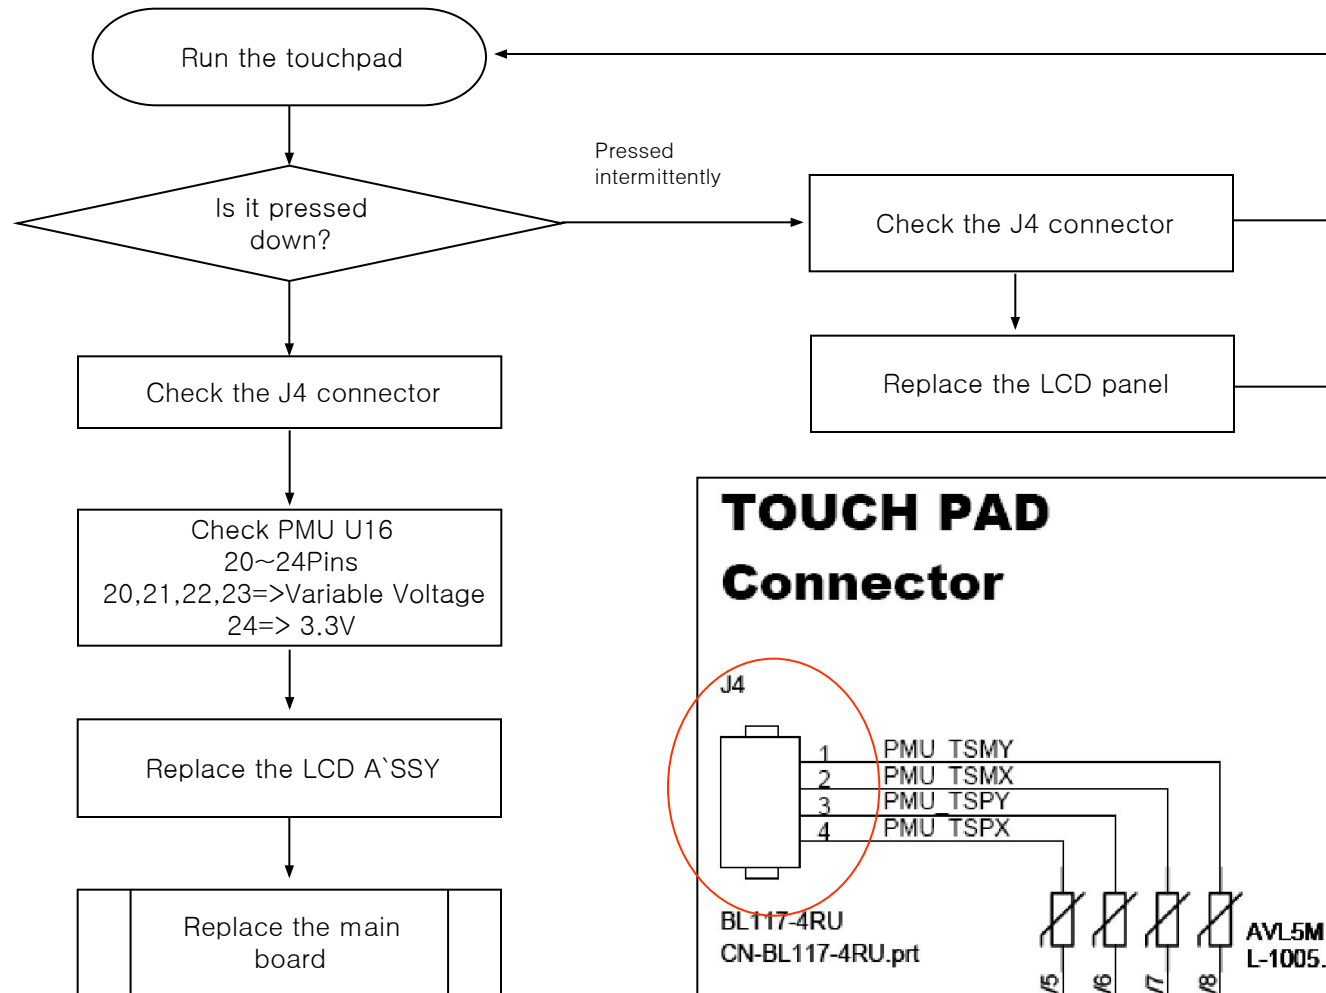 Run the touchpad
Is it pressed
down?
Pressed
intermittently
Check the J4 connector
Replace the LCD panel
Check the J4 connector
Check PMU U16
20~24Pins
20,21,22,23=>Variable Voltage
24=> 3.3V
Replace the LCD A`SSY
Replace the main
board
TOUCH PAD
Connector
J4
1 PMU_TSMY
2 PMU_TSMX
3 PMU_TSPY
4 PMU_TSPX
BL117-4RU
CN-BL117-4RU.prt
AVL5M
L-1005.